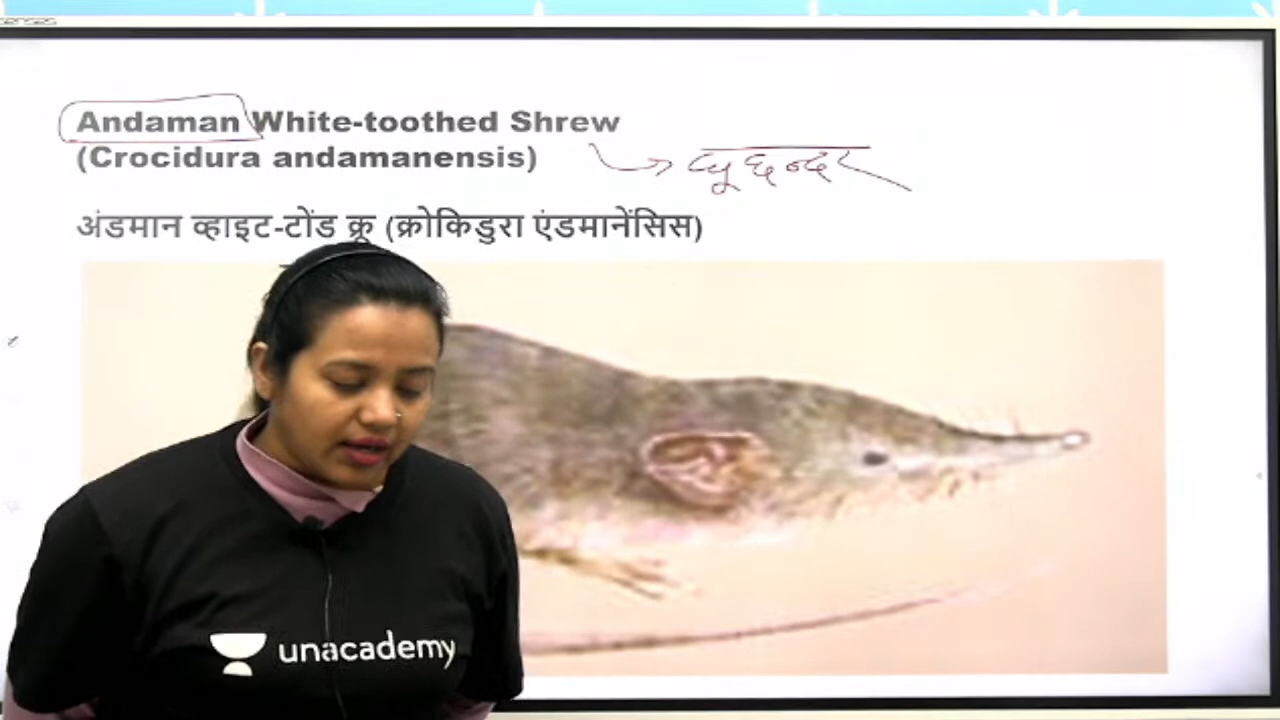 Andaman White-toothed Shrew
(Crocidura andamanensis)
छुछुन्दर
अंडमान व्हाइट-टोंड क्रू (क्रोकिडुरा एंडमानेंसिस)
unacademy